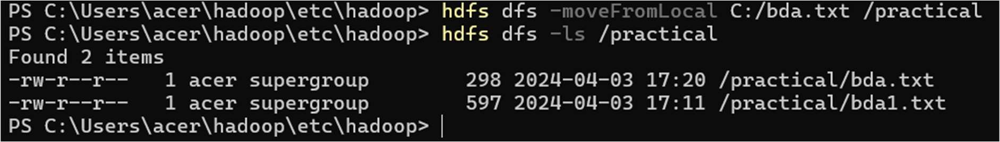 PS C:\Users\acer\hadoop\etc\hadoop> hdfs dfs -moveFromLocal C:/bda.txt /practical
PS C:\Users\acer\hadoop\etc\hadoop> hdfs dfs -ls /practical
Found 2 items
-rw-r--r--   1 acer supergroup        298 2024-04-03 17:20 /practical/bda.txt
-rw-r--r--   1 acer supergroup        597 2024-04-03 17:11 /practical/bda1.txt
PS C:\Users\acer\hadoop\etc\hadoop>